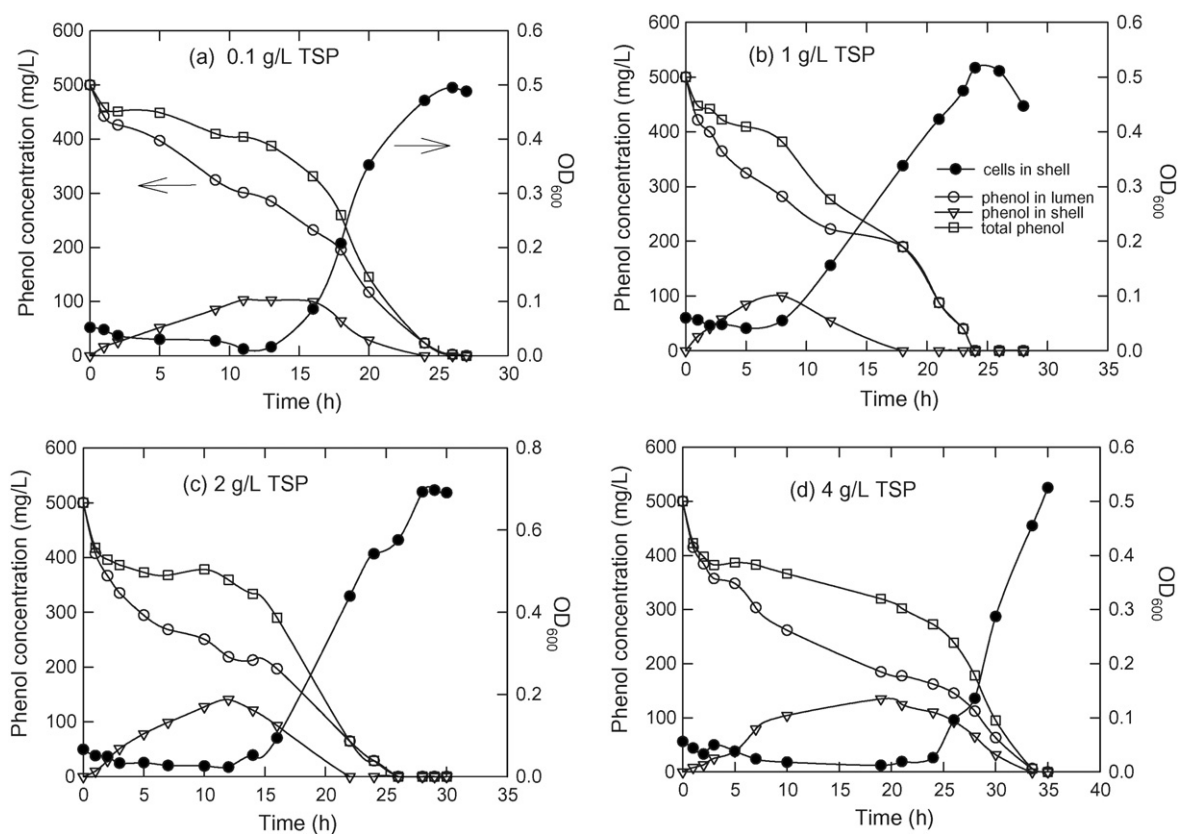 (a) 0.1 g/L TSP
600
500
400
300
200
100
0
Phenol concentration (mg/L)
0.6
0.5
0.4
0.3
0.2
0.1
0.0
OD600
0 5 10 15 20 25 30
Time (h)
(b) 1 g/L TSP
600
500
400
300
200
100
0
Phenol concentration (mg/L)
cells in shell
phenol in lumen
phenol in shell
total phenol
0.6
0.5
0.4
0.3
0.2
0.1
0.0
OD600
0 5 10 15 20 25 30 35
Time (h)
(c) 2 g/L TSP
600
500
400
300
200
100
0
Phenol concentration (mg/L)
0.8
0.6
0.4
0.2
0.0
OD600
0 5 10 15 20 25 30 35
Time (h)
(d) 4 g/L TSP
600
500
400
300
200
100
0
Phenol concentration (mg/L)
0.6
0.5
0.4
0.3
0.2
0.1
0.0
OD600
0 5 10 15 20 25 30 35 40
Time (h)